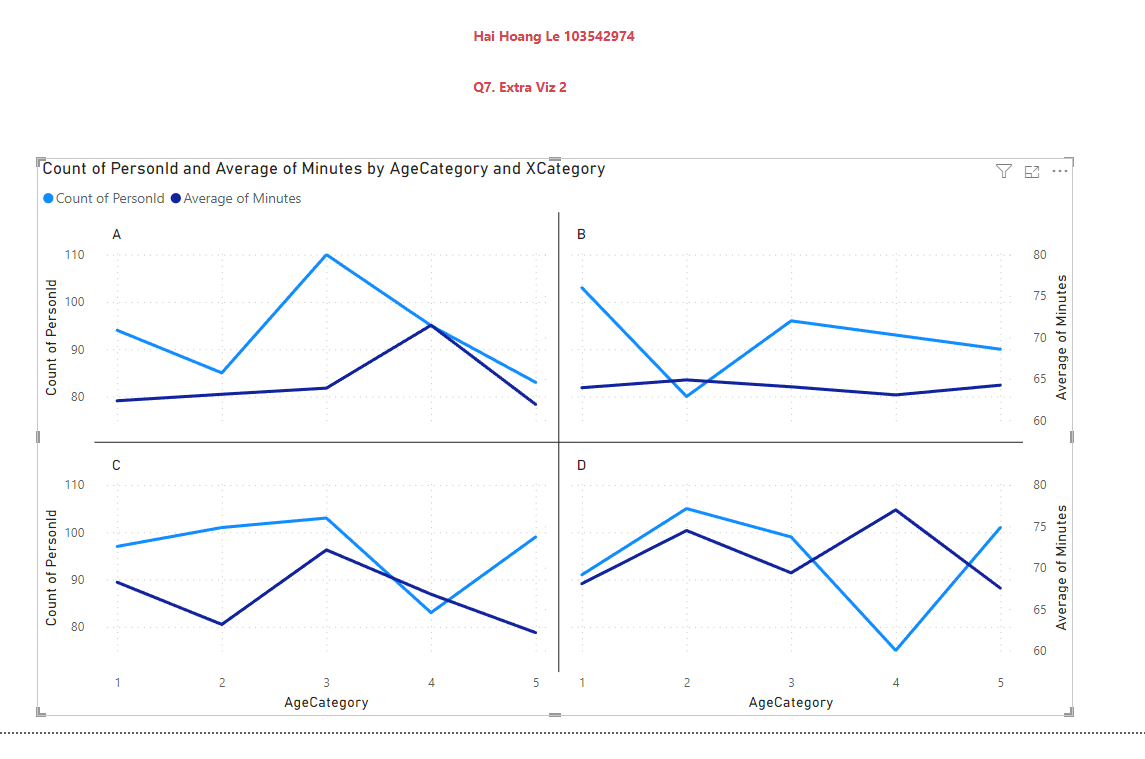 Hai Hoang Le 103542974
Q7. Extra Viz 2
Count of PersonId and Average of Minutes by AgeCategory and XCategory
Count of PersonId Average of Minutes
A
110
100
90
80
Count of PersonId
B
80
75
70
65
60
Average of Minutes
C
110
100
90
80
Count of PersonId
D
80
75
70
65
60
Average of Minutes
1 2 3 4 5
AgeCategory
1 2 3 4 5
AgeCategory